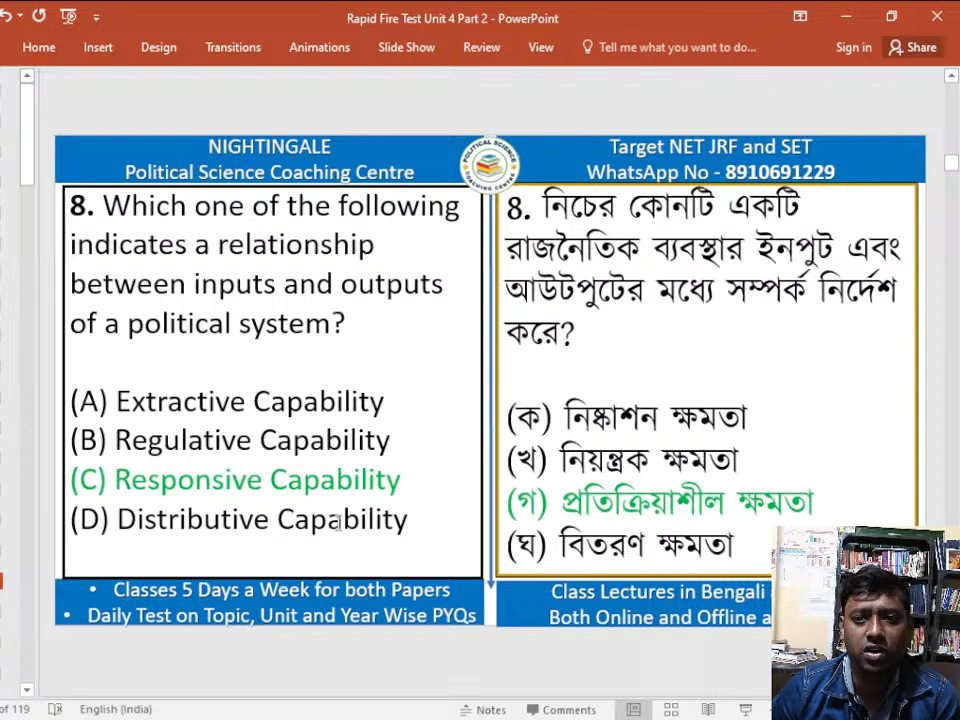 Rapid Fire Test Unit 4 Part 2 - PowerPoint
Home Insert Design Transitions Animations Slide Show Review View Tell me what you want to do... Sign in Share
NIGHTINGALE
Political Science Coaching Centre
POLITICAL SCIENCE
COACHING CENTRE
Target NET JRF and SET
WhatsApp No - 8910691229
8. Which one of the following
indicates a relationship
between inputs and outputs
of a political system?
(A) Extractive Capability
(B) Regulative Capability
(C) Responsive Capability
(D) Distributive Capability
8. নিচের কোনটি একটি
রাজনৈতিক ব্যবস্থার ইনপুট এবং
আউটপুটের মধ্যে সম্পর্ক নির্দেশ
করে?
(ক) নিষ্কাশন ক্ষমতা
(খ) নিয়ন্ত্রক ক্ষমতা
(গ) প্রতিক্রিয়াশীল ক্ষমতা
(ঘ) বিতরণ ক্ষমতা
• Classes 5 Days a Week for both Papers
• Daily Test on Topic, Unit and Year Wise PYQs
Class Lectures in Bengali
Both Online and Offline a
of 119 English (India) Notes Comments